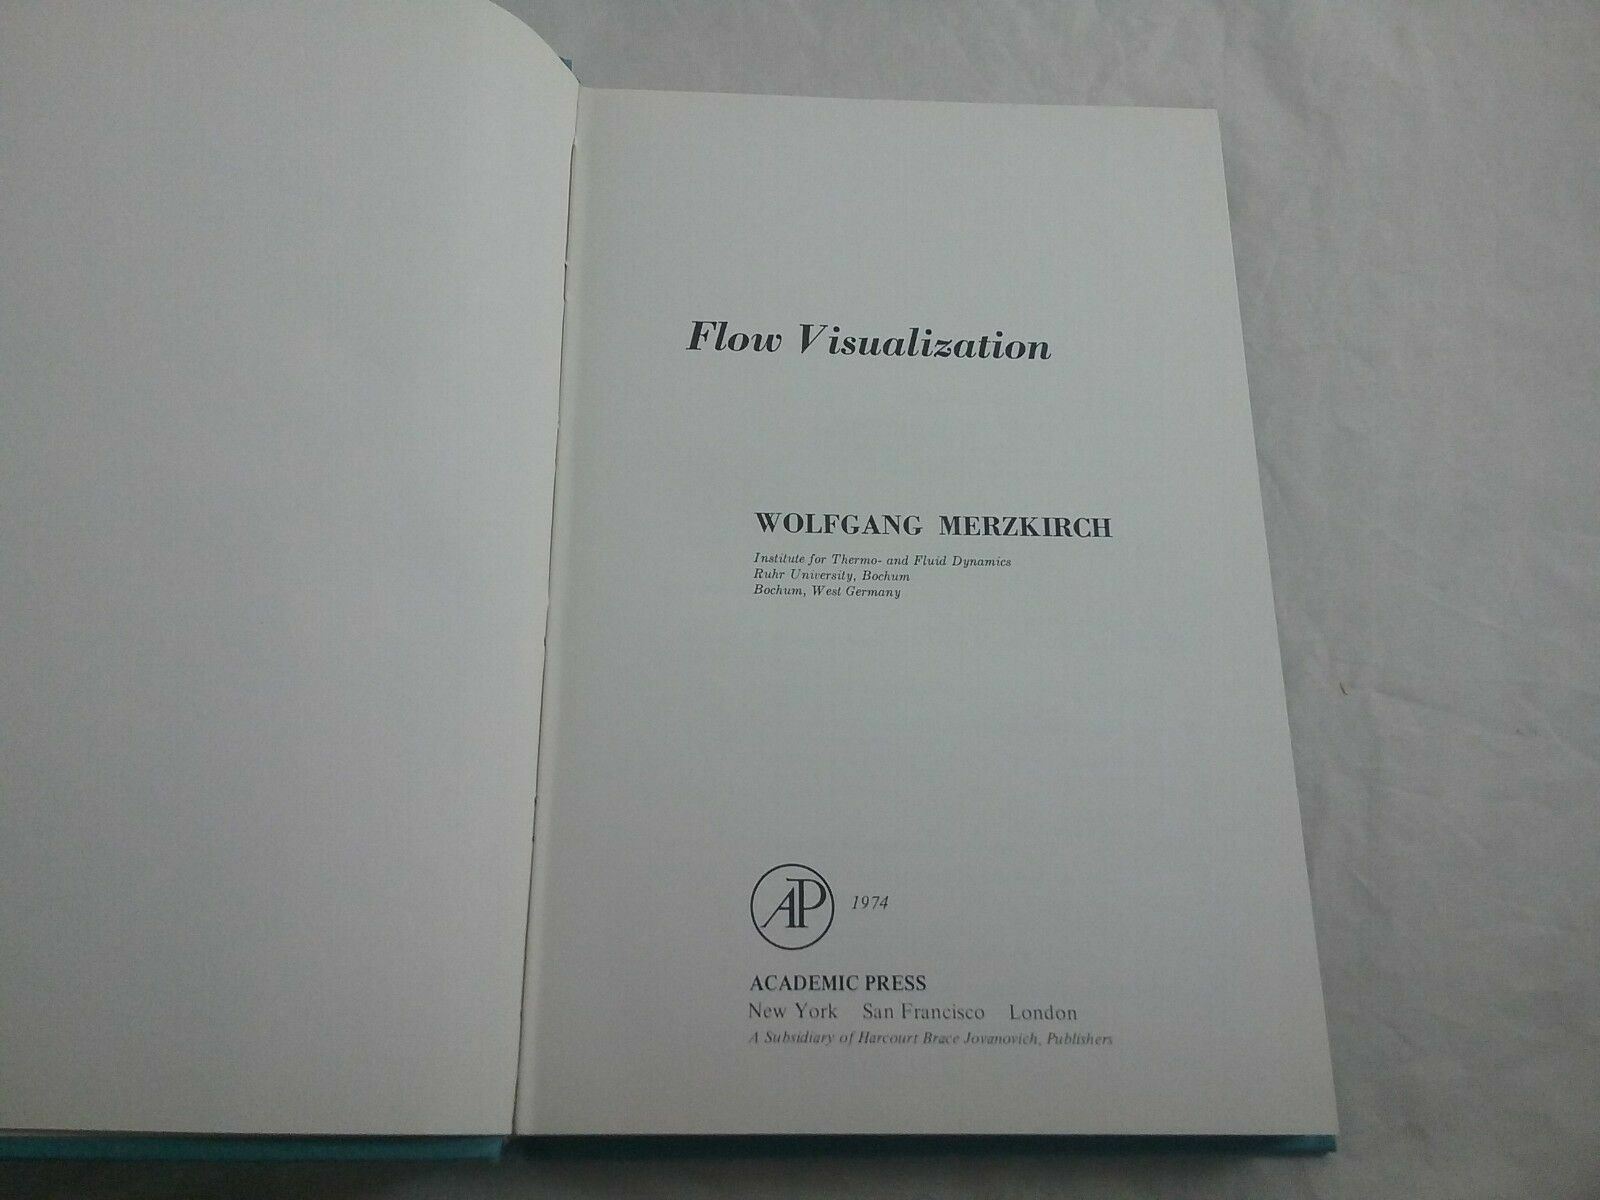 Flow Visualization
WOLFGANG MERZKIRCH
Institute for Thermo- and Fluid Dynamics
Ruhr University, Bochum
Bochum, West Germany
AP 1974
ACADEMIC PRESS
New York San Francisco London
A Subsidiary of Harcourt Brace Jovanovich, Publishers